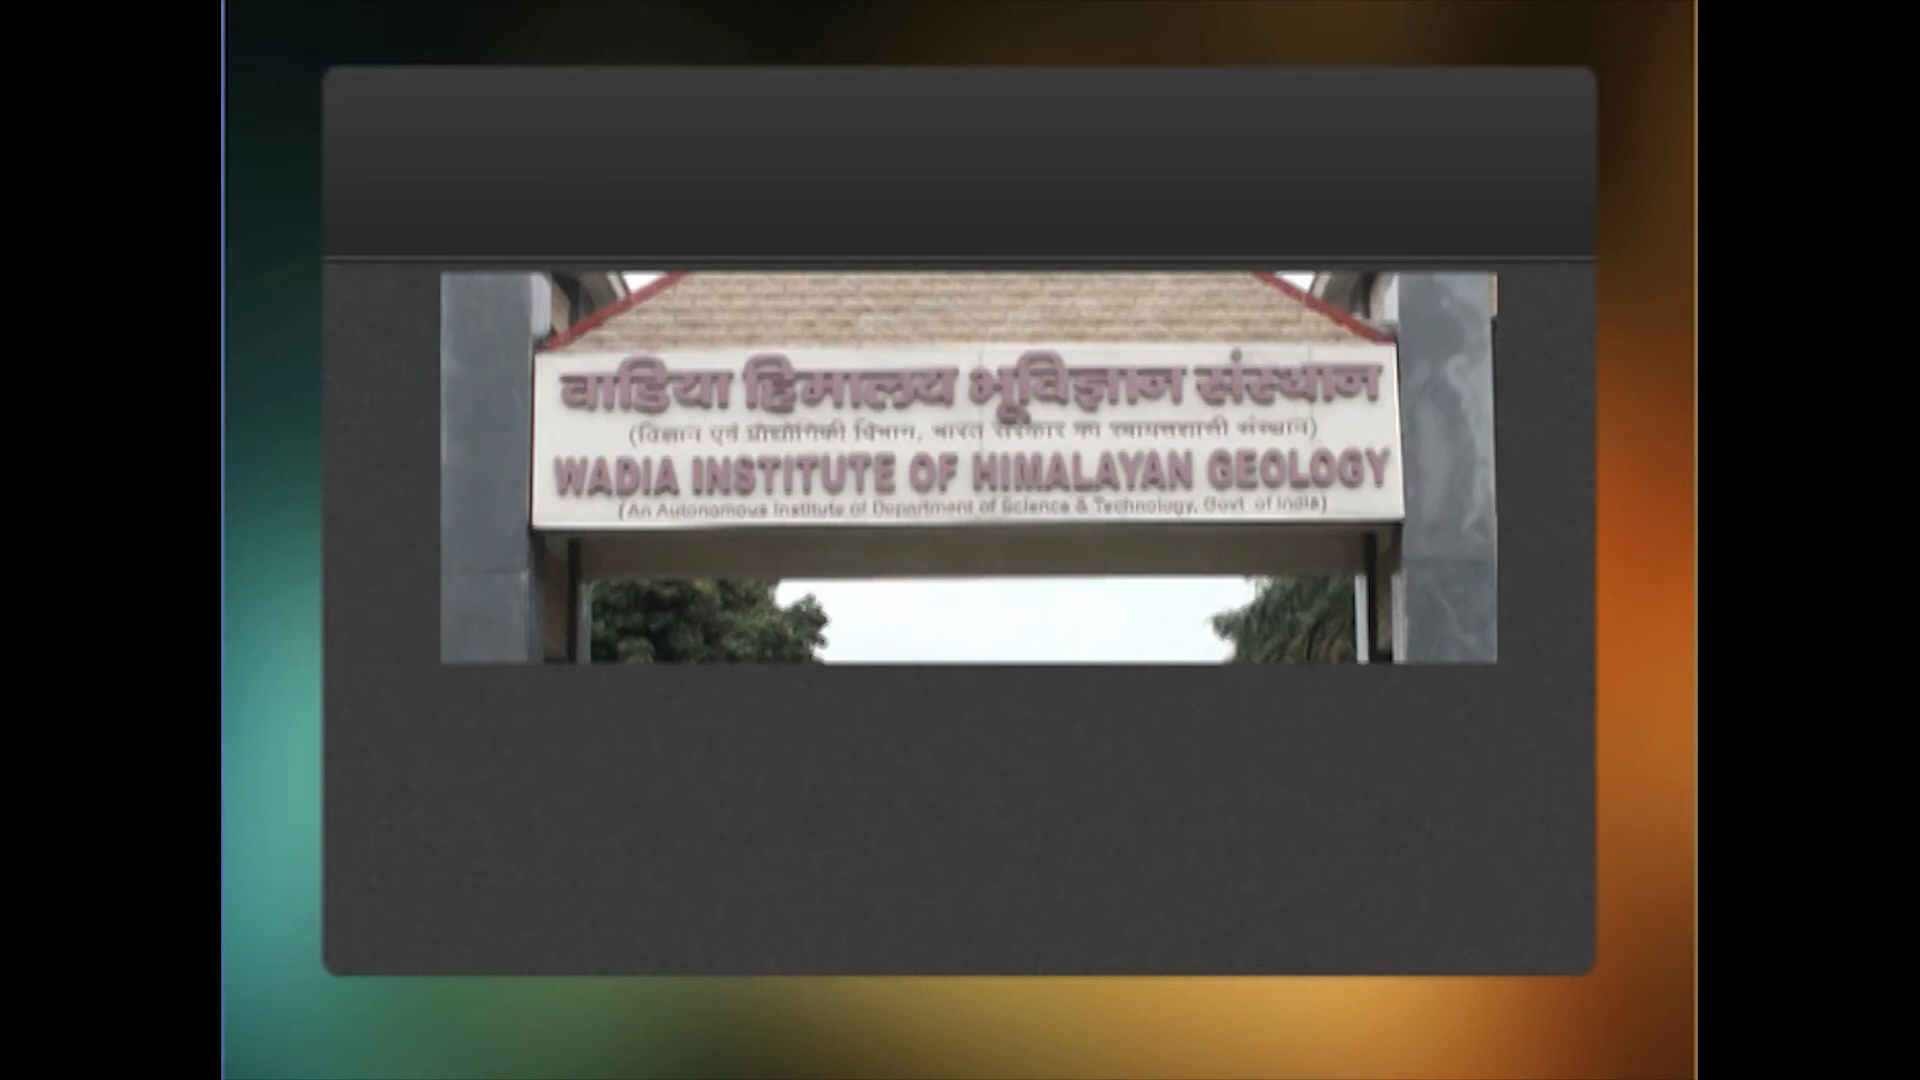 वाडिया हिमालय भूविज्ञान संस्थान
(विज्ञान एवं प्रौद्योगिकी विभाग, भारत सरकार का स्वायत्तशासी संस्थान)
WADIA INSTITUTE OF HIMALAYAN GEOLOGY
(An Autonomous Institute of Department of Science & Technology, Govt of India)